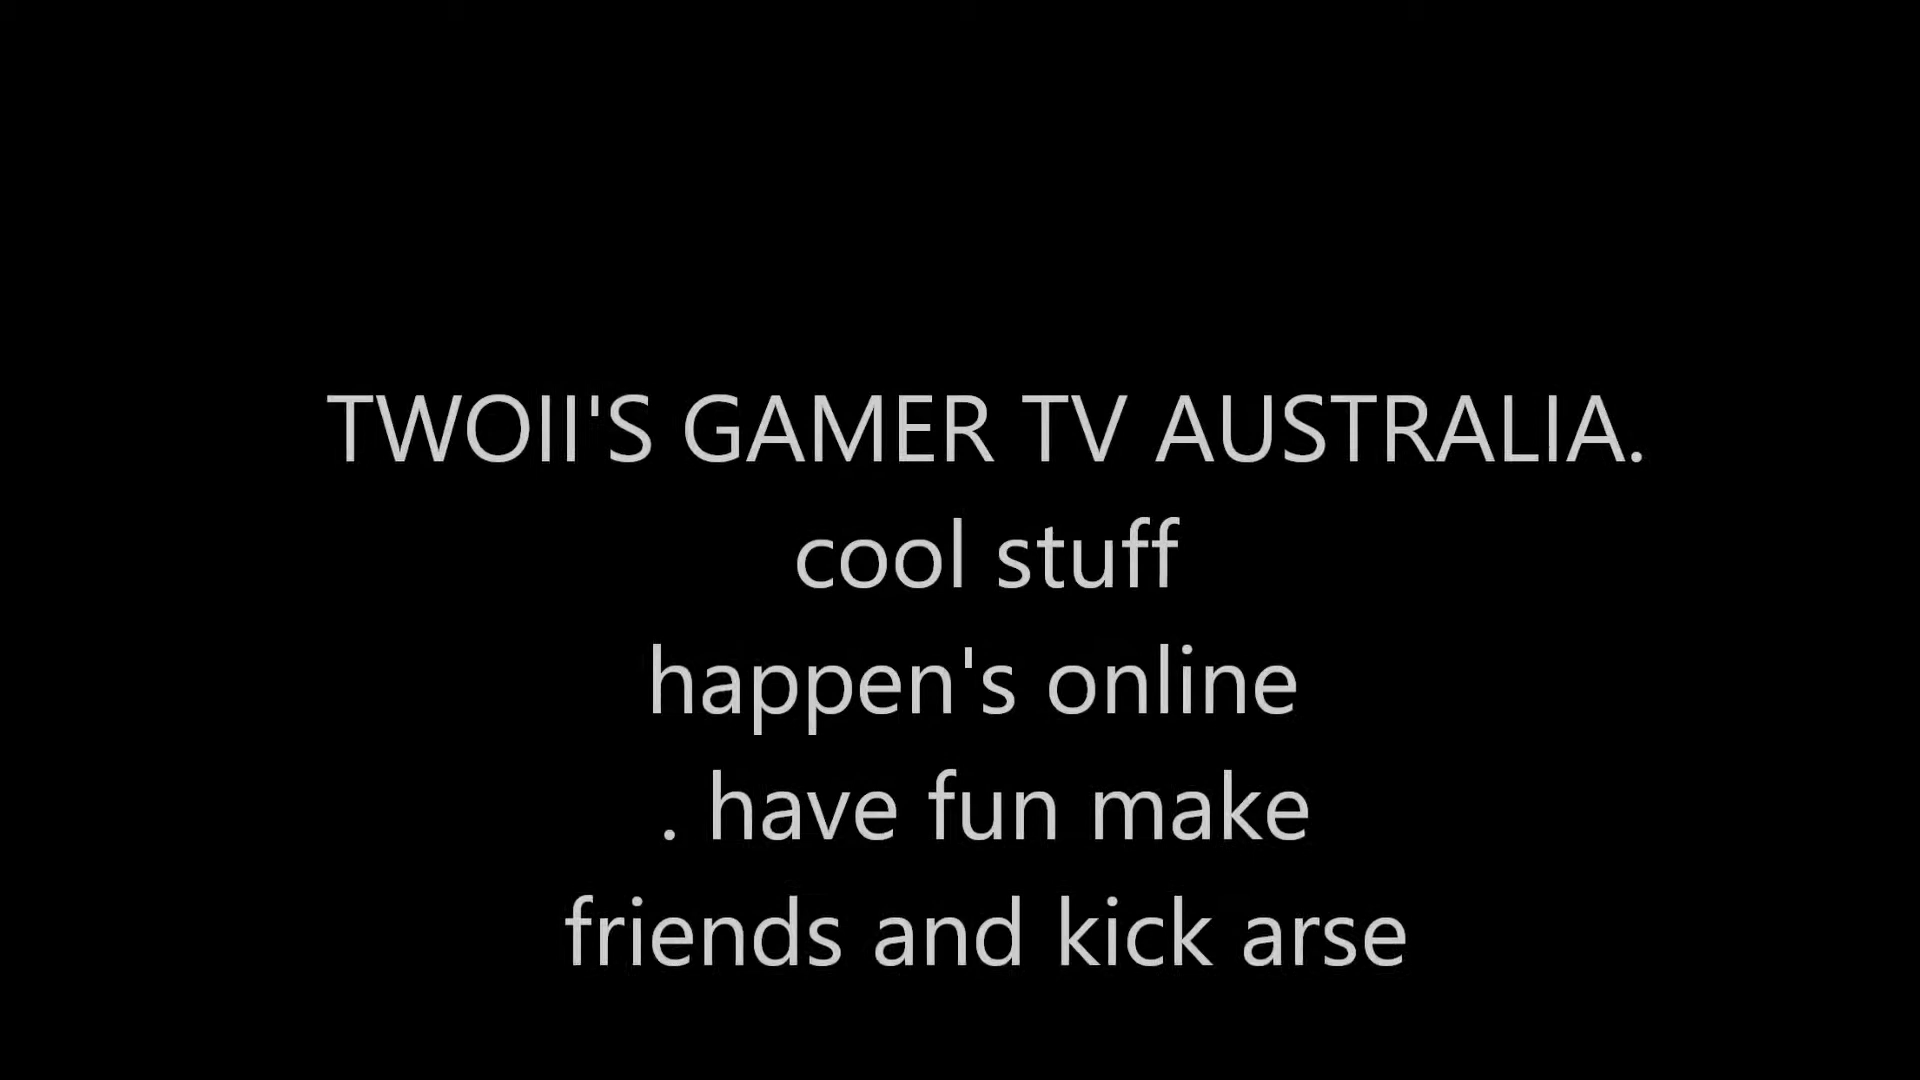 TWOII'S GAMER TV AUSTRALIA.
cool stuff
happen's online
. have fun make
friends and kick arse